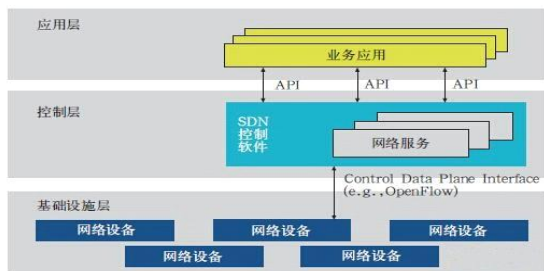 应用层
业务应用
API
API
API
控制层
SDN
控制
软件
网络服务
Control Data Plane Interface
(e.g.,OpenFlow)
基础设施层
网络设备
网络设备
网络设备
网络设备
网络设备